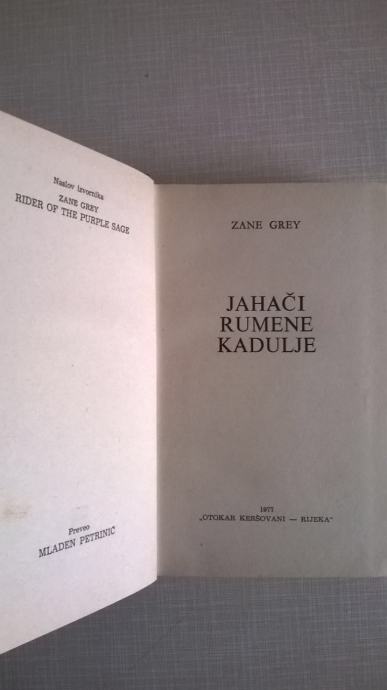 Naslov izvornika
ZANE GREY
RIDER OF THE PURPLE SAGE
Preveo
MLADEN PETRINIĆ
ZANE GREY
JAHAČI
RUMENE
KADULJE
1977
„OTOKAR KERŠOVANI — RIJEKA"